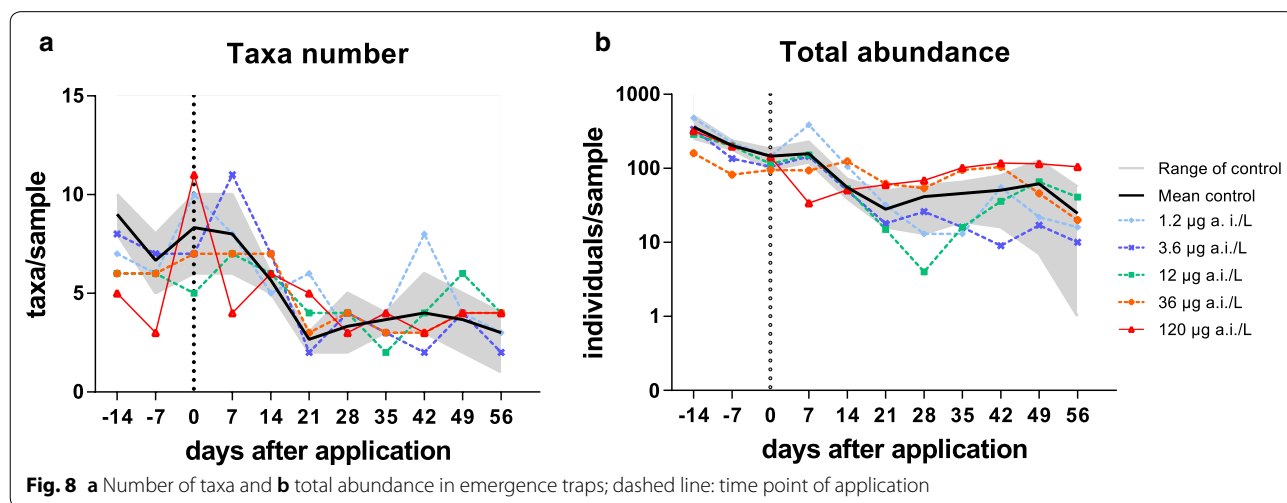 a
Taxa number
15
10
5
0
taxa/sample
-14 -7 0 7 14 21 28 35 42 49 56
days after application
b
Total abundance
1000
100
10
1
0
individuals/sample
-14 -7 0 7 14 21 28 35 42 49 56
days after application
Range of control
Mean control
1.2 µg a. i./L
3.6 µg a.i./L
12 µg a.i./L
36 µg a.i./L
120 µg a.i./L
Fig. 8 a Number of taxa and b total abundance in emergence traps; dashed line: time point of application